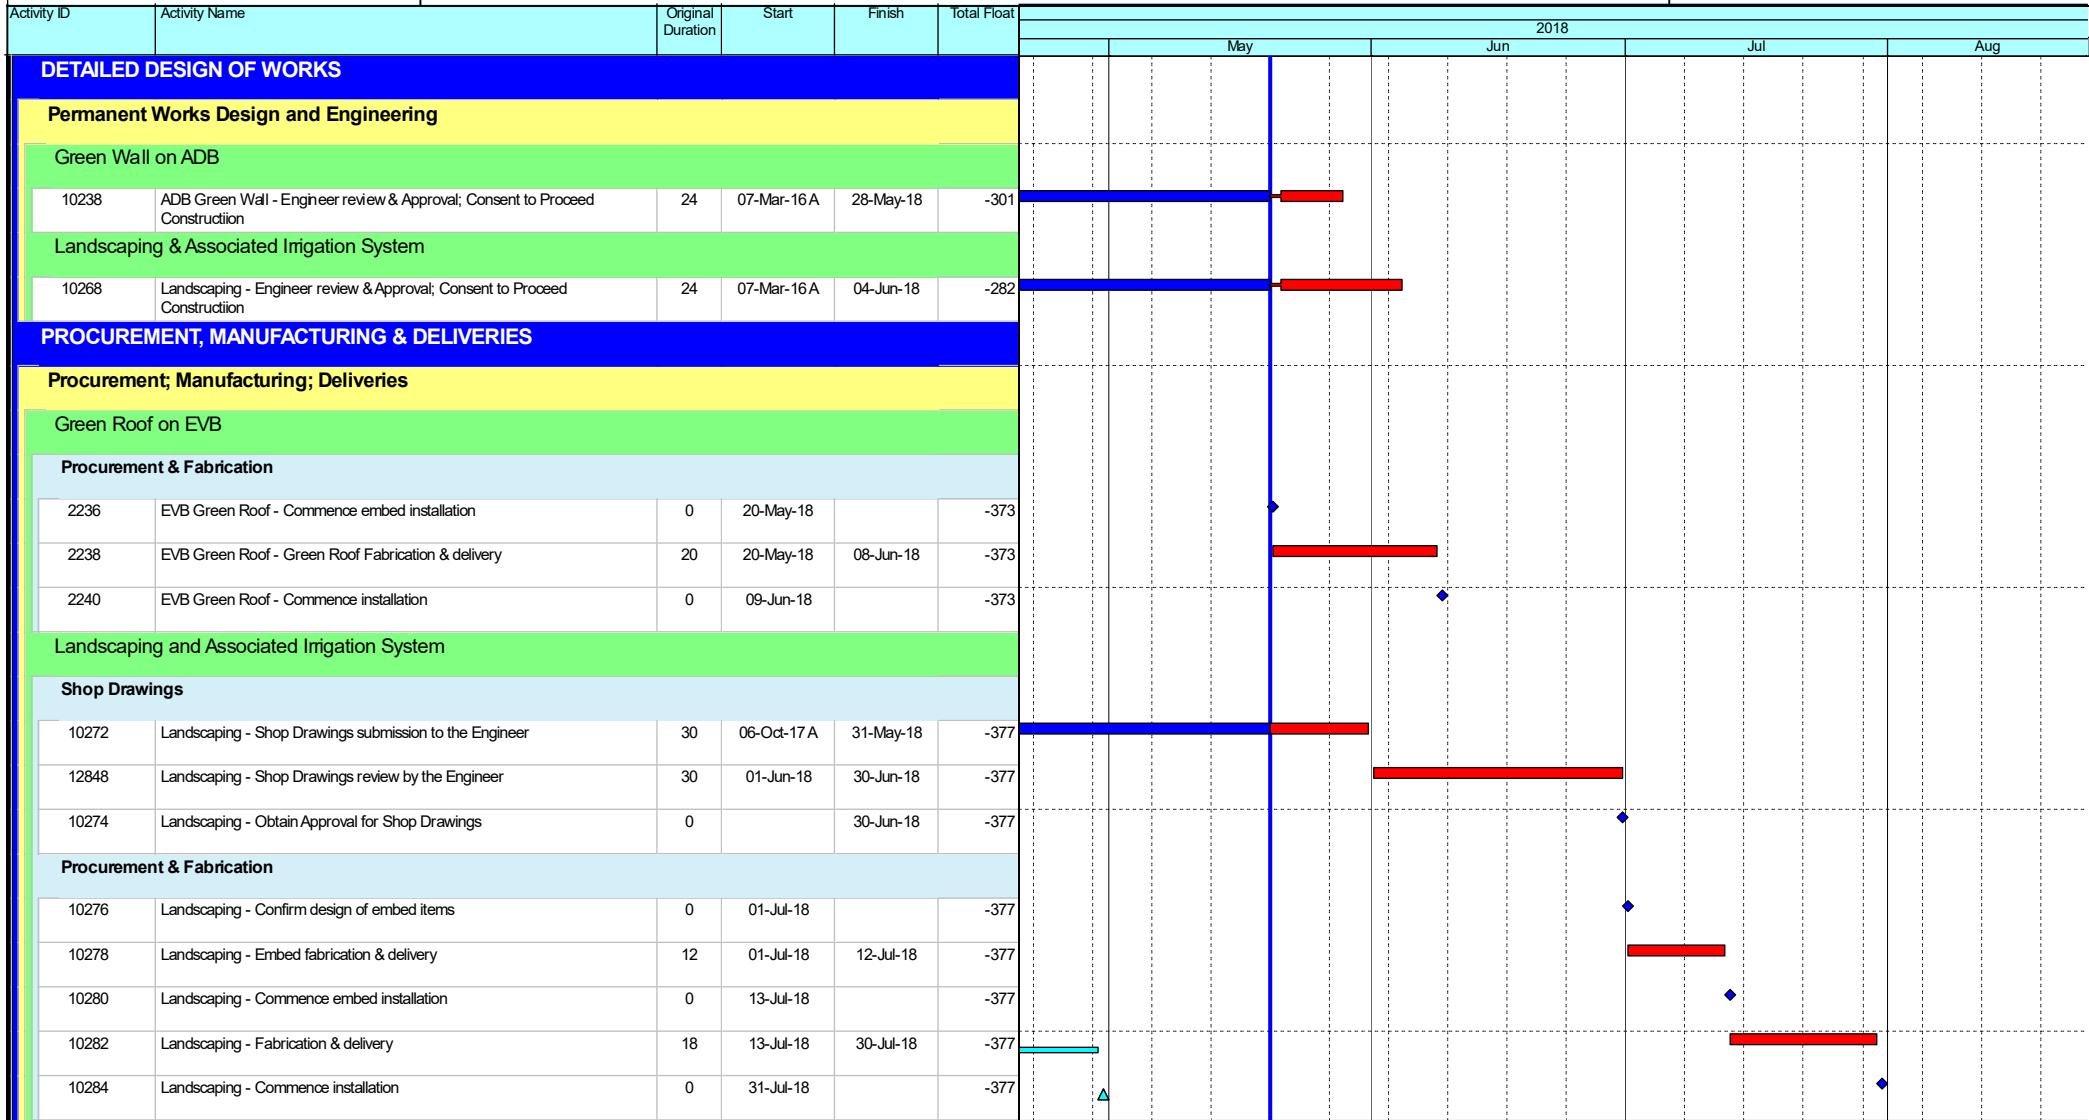 Activity ID Activity Name Original Duration Start Finish Total Float
2018
May Jun Jul Aug
DETAILED DESIGN OF WORKS
Permanent Works Design and Engineering
Green Wall on ADB
10238 ADB Green Wall - Engineer review & Approval; Consent to Proceed 24 07-Mar-16 A 28-May-18 -301
Constructiion
Landscaping & Associated Irrigation System
10268 Landscaping - Engineer review & Approval; Consent to Proceed 24 07-Mar-16 A 04-Jun-18 -282
Constructiion
PROCUREMENT, MANUFACTURING & DELIVERIES
Procurement; Manufacturing; Deliveries
Green Roof on EVB
Procurement & Fabrication
2236 EVB Green Roof - Commence embed installation 0 20-May-18 -373
2238 EVB Green Roof - Green Roof Fabrication & delivery 20 20-May-18 08-Jun-18 -373
2240 EVB Green Roof - Commence installation 0 09-Jun-18 -373
Landscaping and Associated Irrigation System
Shop Drawings
10272 Landscaping - Shop Drawings submission to the Engineer 30 06-Oct-17 A 31-May-18 -377
12848 Landscaping - Shop Drawings review by the Engineer 30 01-Jun-18 30-Jun-18 -377
10274 Landscaping - Obtain Approval for Shop Drawings 0 30-Jun-18 -377
Procurement & Fabrication
10276 Landscaping - Confirm design of embed items 0 01-Jul-18 -377
10278 Landscaping - Embed fabrication & delivery 12 01-Jul-18 12-Jul-18 -377
10280 Landscaping - Commence embed installation 0 13-Jul-18 -377
10282 Landscaping - Fabrication & delivery 18 13-Jul-18 30-Jul-18 -377
10284 Landscaping - Commence installation 0 31-Jul-18 -377